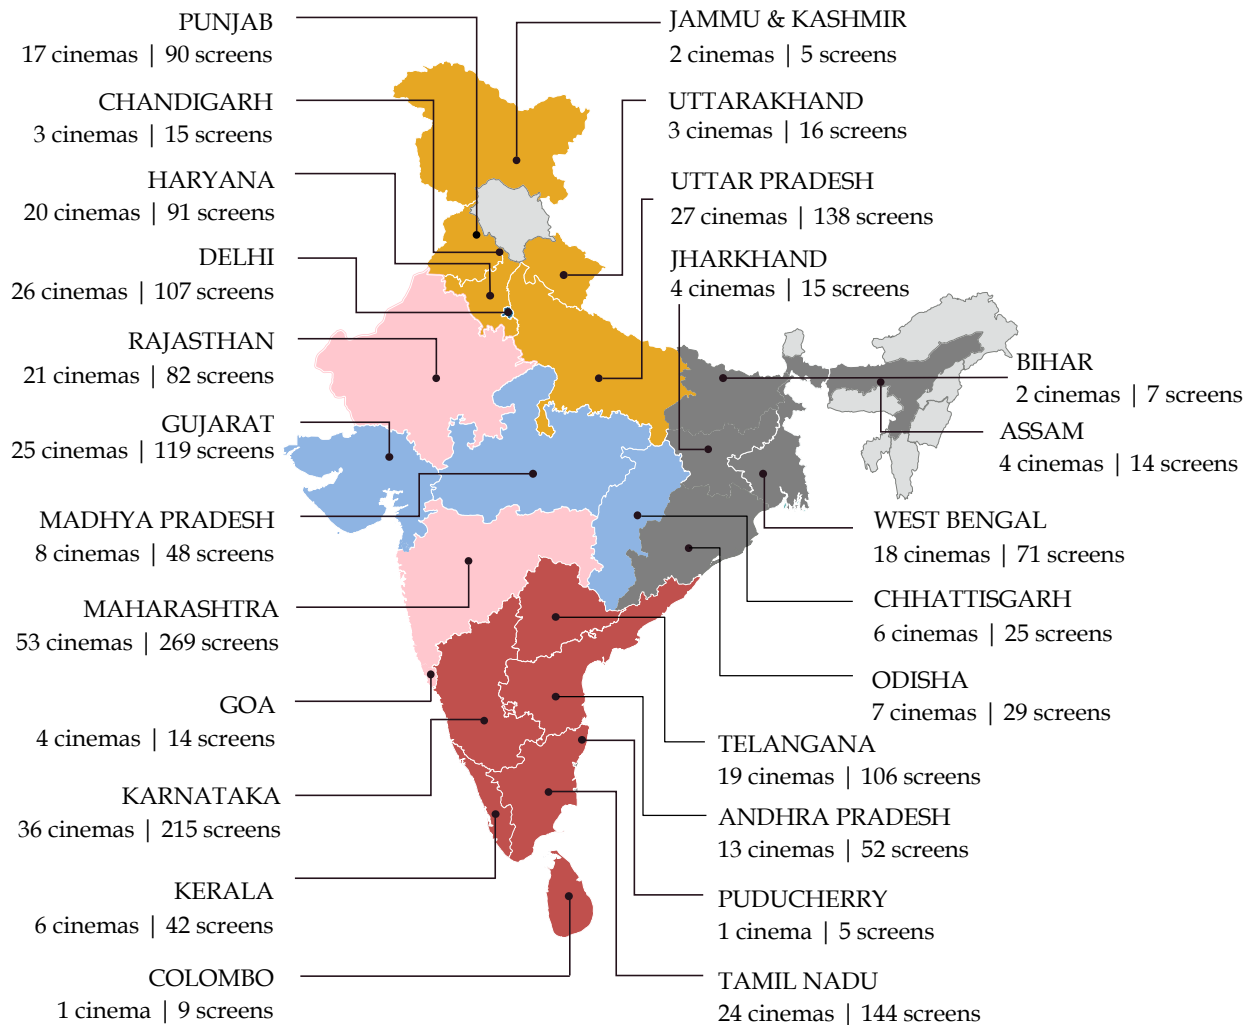 PUNJAB
17 cinemas | 90 screens
CHANDIGARH
3 cinemas | 15 screens
HARYANA
20 cinemas | 91 screens
DELHI
26 cinemas | 107 screens
RAJASTHAN
21 cinemas | 82 screens
GUJARAT
25 cinemas | 119 screens
MADHYA PRADESH
8 cinemas | 48 screens
MAHARASHTRA
53 cinemas | 269 screens
GOA
4 cinemas | 14 screens
KARNATAKA
36 cinemas | 215 screens
KERALA
6 cinemas | 42 screens
COLOMBO
1 cinema | 9 screens
JAMMU & KASHMIR
2 cinemas | 5 screens
UTTARAKHAND
3 cinemas | 16 screens
UTTAR PRADESH
27 cinemas | 138 screens
JHARKHAND
4 cinemas | 15 screens
BIHAR
2 cinemas | 7 screens
ASSAM
4 cinemas | 14 screens
WEST BENGAL
18 cinemas | 71 screens
CHHATTISGARH
6 cinemas | 25 screens
ODISHA
7 cinemas | 29 screens
TELANGANA
19 cinemas | 106 screens
ANDHRA PRADESH
13 cinemas | 52 screens
PUDUCHERRY
1 cinema | 5 screens
TAMIL NADU
24 cinemas | 144 screens